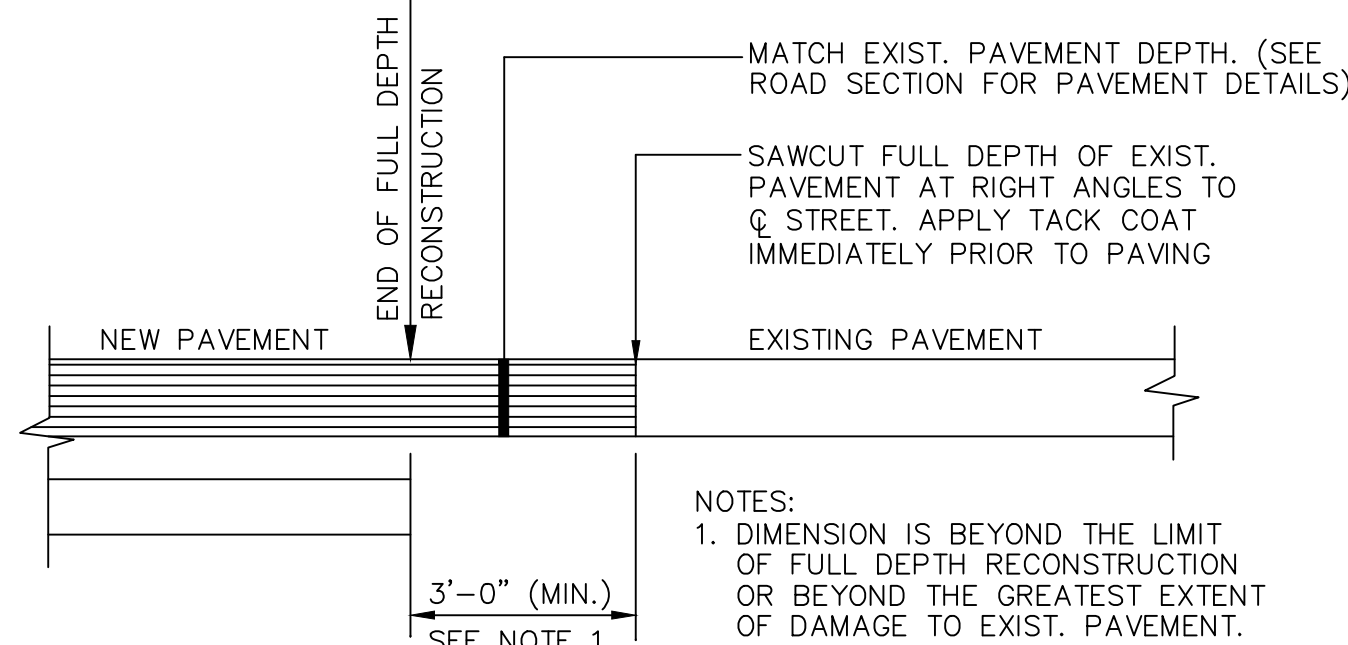 END OF FULL DEPTH
RECONSTRUCTION
MATCH EXIST. PAVEMENT DEPTH. (SEE
ROAD SECTION FOR PAVEMENT DETAILS)
SAWCUT FULL DEPTH OF EXIST.
PAVEMENT AT RIGHT ANGLES TO
℄ STREET. APPLY TACK COAT
IMMEDIATELY PRIOR TO PAVING
NEW PAVEMENT
EXISTING PAVEMENT
3'-0" (MIN.)
SEE NOTE 1
NOTES:
1. DIMENSION IS BEYOND THE LIMIT
OF FULL DEPTH RECONSTRUCTION
OR BEYOND THE GREATEST EXTENT
OF DAMAGE TO EXIST. PAVEMENT.